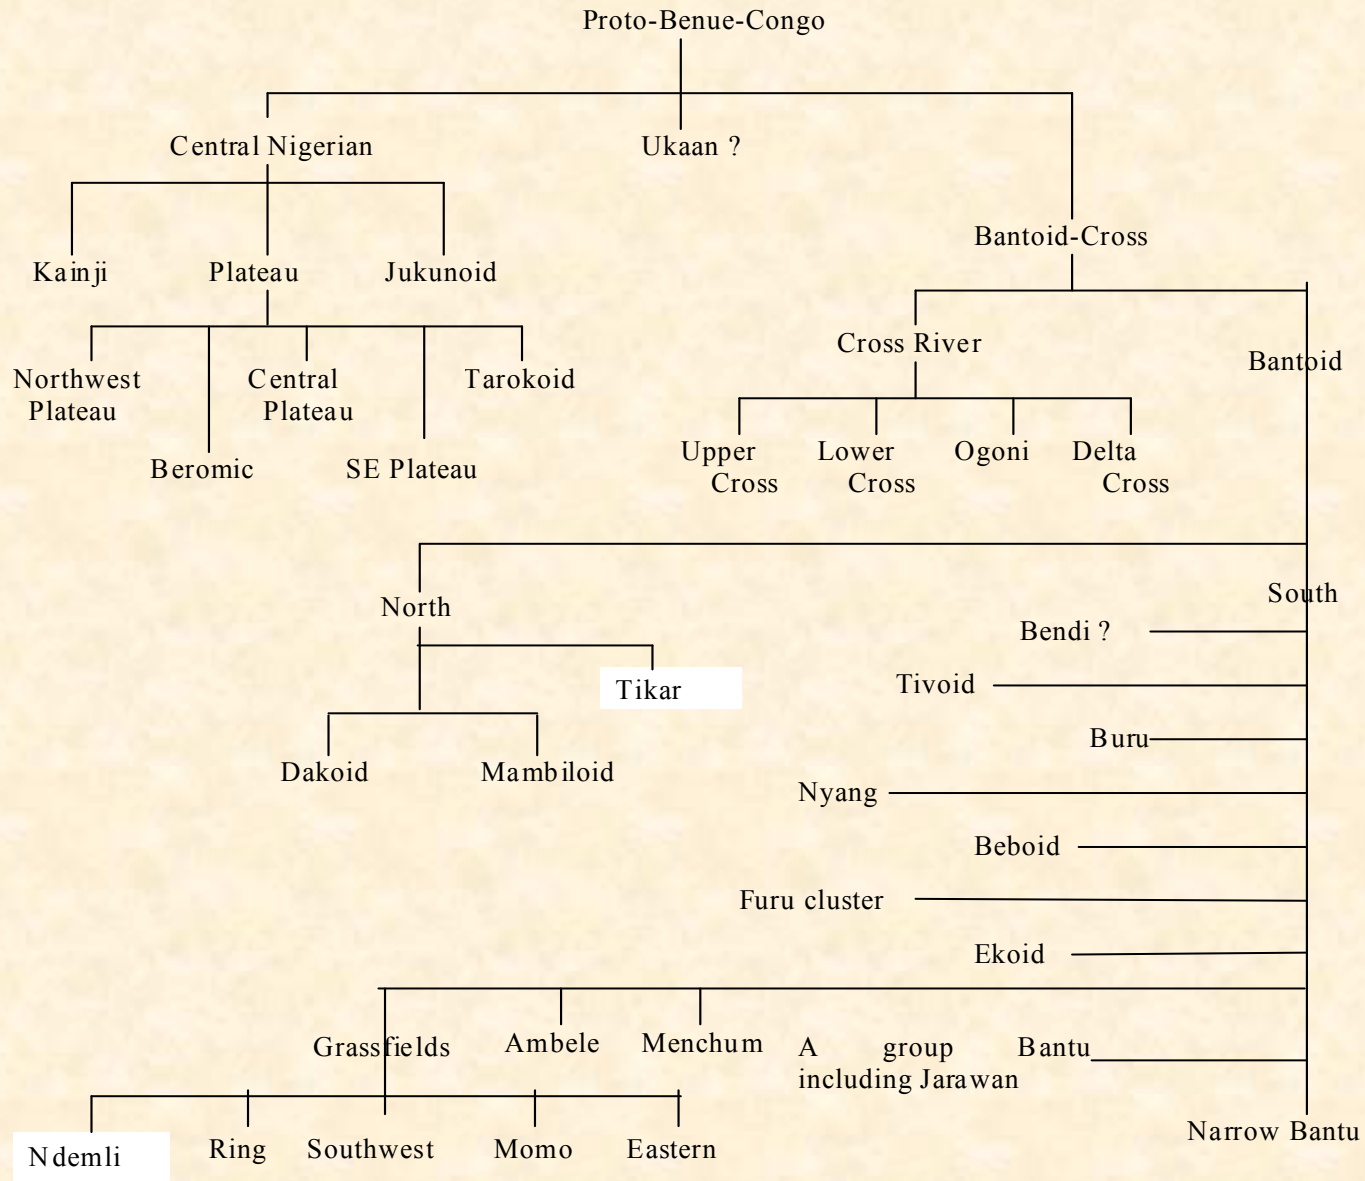 Proto-Benue-Congo
Central Nigerian
Ukaan ?
Bantoid-Cross
Kainji
Plateau
Jukunoid
Cross River
Bantoid
Northwest
Plateau
Central
Plateau
Tarokoid
Beromic
SE Plateau
Upper
Cross
Lower
Cross
Ogoni
Delta
Cross
North
South
Bendi ?
Tikar
Tivoid
Buru
Dakoid
Mambiloid
Nyang
Beboid
Furu cluster
Ekoid
Grassfields
Ambele
Menchum
A group Bantu
including Jarawan
Narrow Bantu
Ndemli
Ring
Southwest
Momo
Eastern